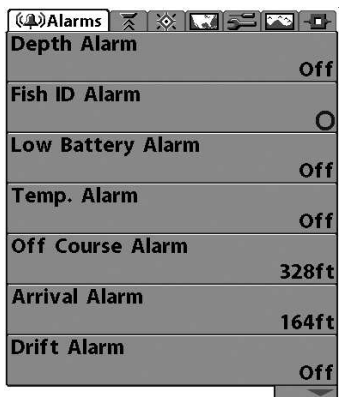 Alarms
Depth Alarm
Off
Fish ID Alarm
O
Low Battery Alarm
Off
Temp. Alarm
Off
Off Course Alarm
328ft
Arrival Alarm
164ft
Drift Alarm
Off